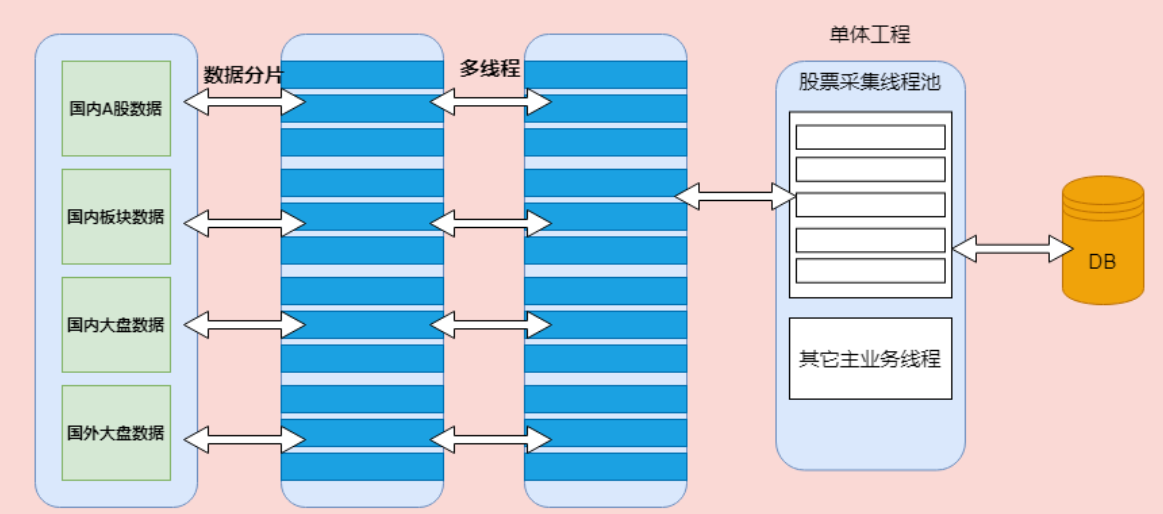 单体工程
数据分片
多线程
股票采集线程池
国内A股数据
国内板块数据
国内大盘数据
国外大盘数据
其它主业务线程
DB